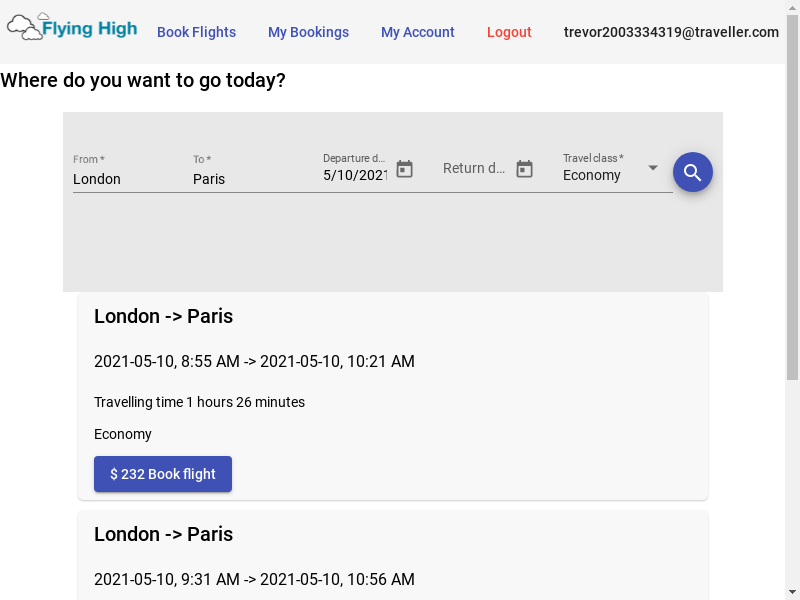 Flying High
Book Flights
My Bookings
My Account
Logout
trevor2003334319@traveller.com
Where do you want to go today?
From *
London
To *
Paris
Departure d...
5/10/2021
Return d...
Travel class *
Economy
London -> Paris
2021-05-10, 8:55 AM -> 2021-05-10, 10:21 AM
Travelling time 1 hours 26 minutes
Economy
$ 232 Book flight
London -> Paris
2021-05-10, 9:31 AM -> 2021-05-10, 10:56 AM